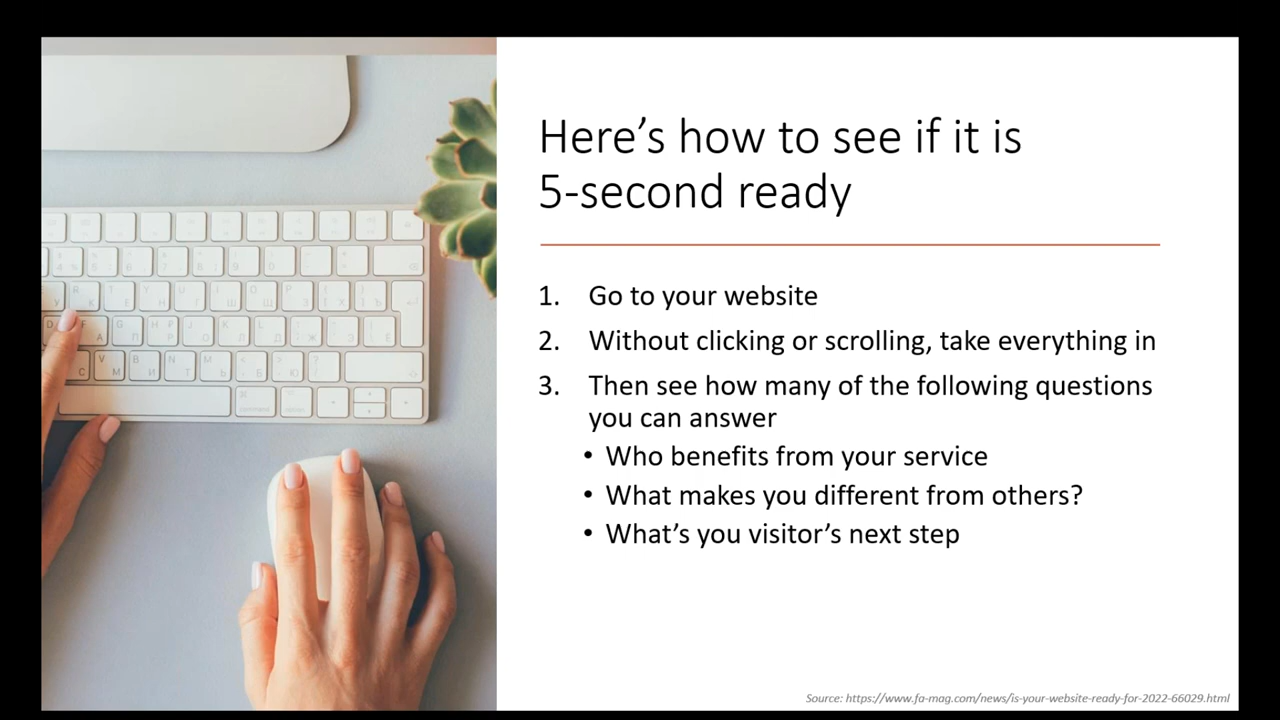 Here's how to see if it is
5-second ready
1. Go to your website
2. Without clicking or scrolling, take everything in
3. Then see how many of the following questions
you can answer
• Who benefits from your service
• What makes you different from others?
• What's you visitor's next step
Source: https://www.fa-mag.com/news/is-your-website-ready-for-2022-66029.html